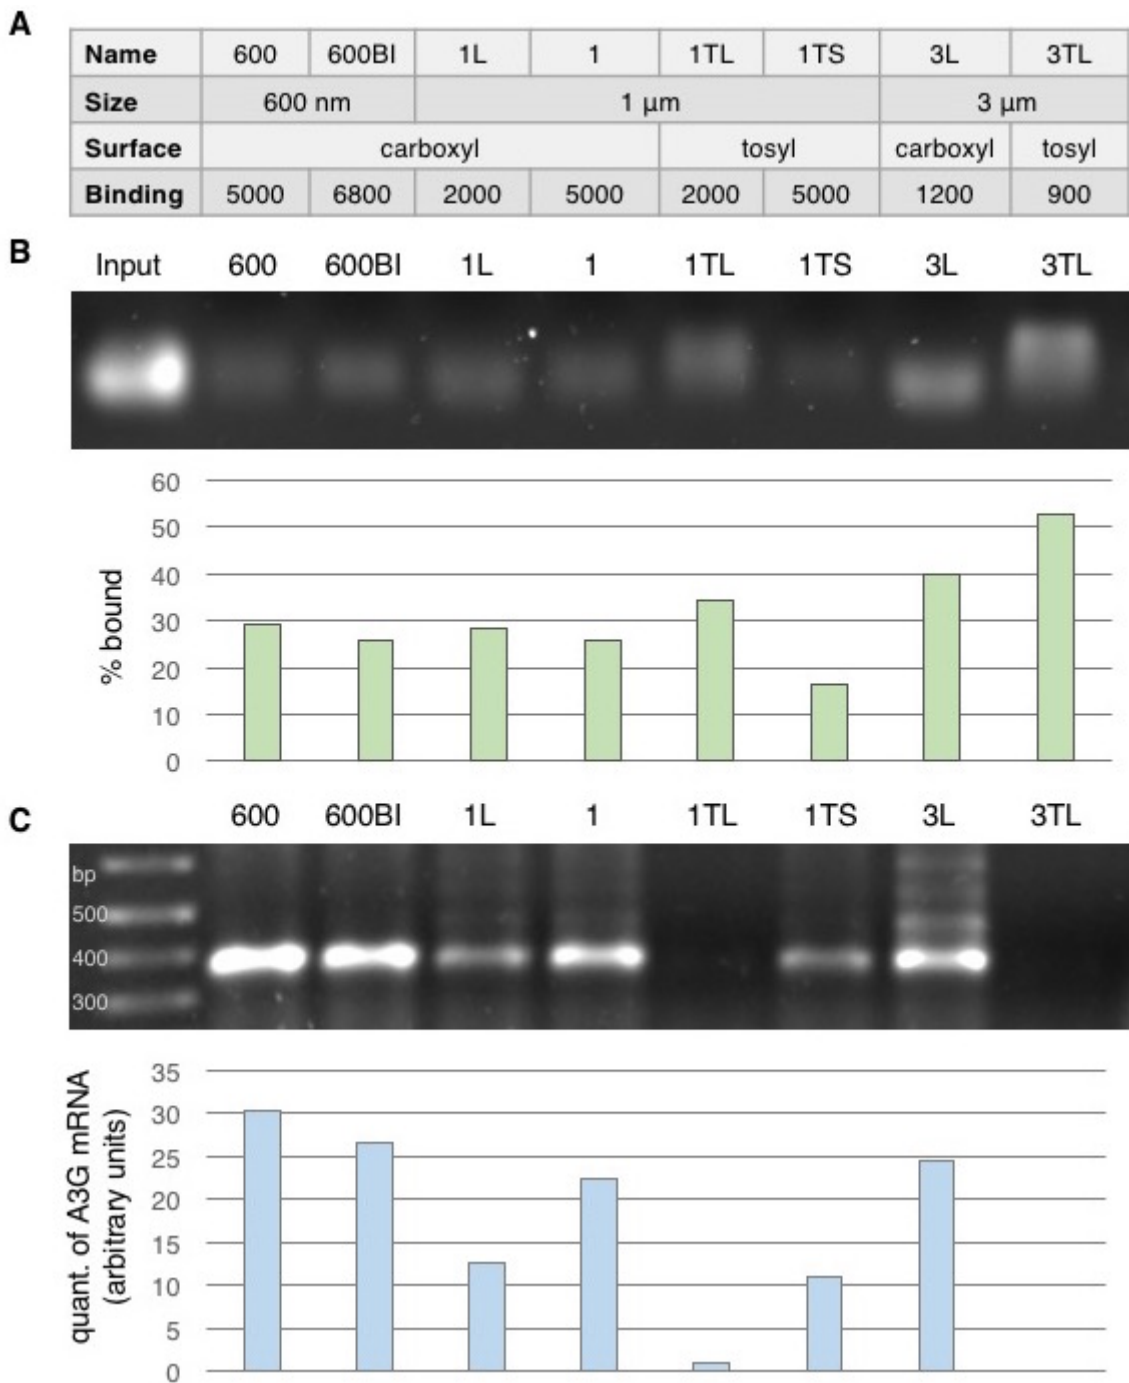 A
Name 600 600BI 1L 1 1TL 1TS 3L 3TL
Size 600 nm 1 µm 3 µm
Surface carboxyl tosyl carboxyl tosyl
Binding 5000 6800 2000 5000 2000 5000 1200 900
B
Input 600 600BI 1L 1 1TL 1TS 3L 3TL
60
50
40
30
20
10
0
% bound
C
600 600BI 1L 1 1TL 1TS 3L 3TL
bp
500
400
300
35
30
25
20
15
10
5
0
quant. of A3G mRNA
(arbitrary units)